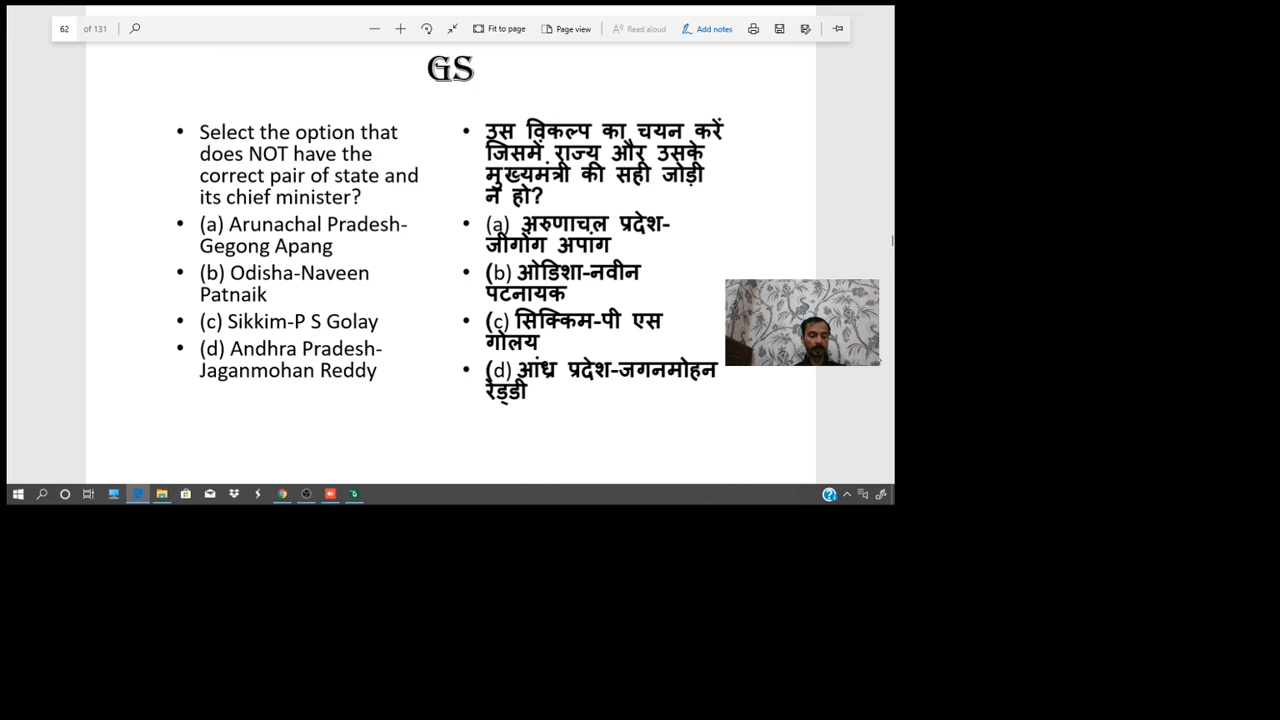 62 of 131 Fit to page Page view Read aloud Add notes
GS
• Select the option that
does NOT have the
correct pair of state and
its chief minister?
• (a) Arunachal Pradesh-
Gegong Apang
• (b) Odisha-Naveen
Patnaik
• (c) Sikkim-P S Golay
• (d) Andhra Pradesh-
Jaganmohan Reddy
• उस विकल्प का चयन करें
जिसमें राज्य और उसके
मुख्यमंत्री की सही जोड़ी
न हो?
• (a) अरुणाचल प्रदेश-
जीगोंग अपांग
• (b) ओडिशा-नवीन
पटनायक
• (c) सिक्किम-पी एस
गोलय
• (d) आंध्र प्रदेश-जगनमोहन
रेड्डी